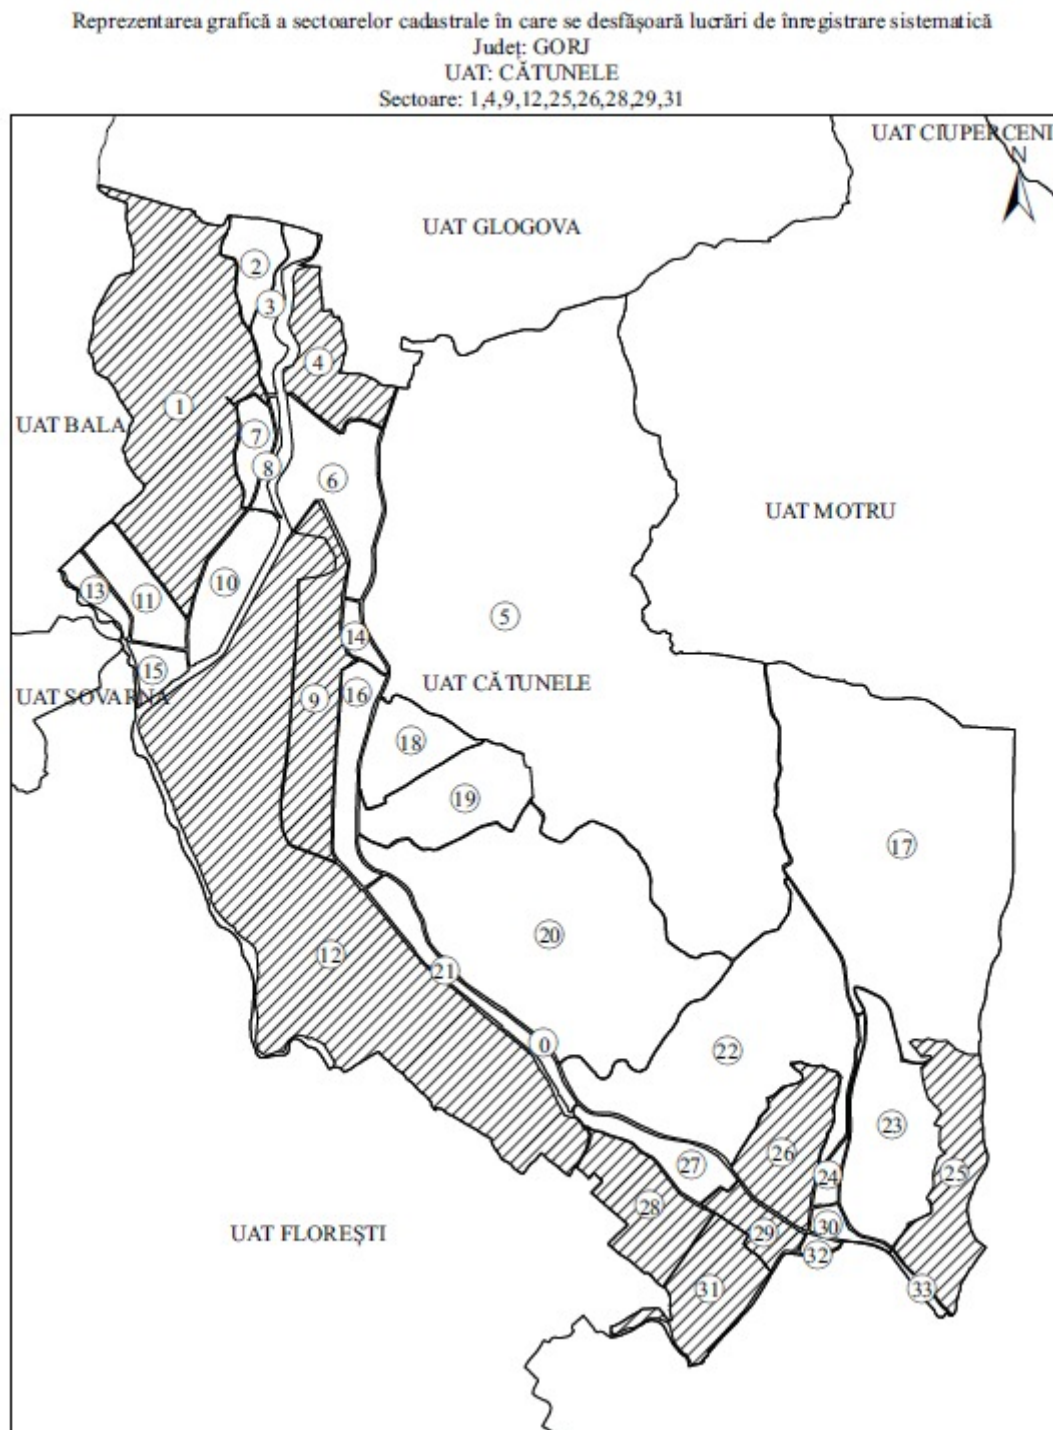 Reprezentarea grafică a sectoarelor cadastrale în care se desfășoară lucrări de înregistrare sistematică
Județ: GORJ
UAT: CĂTUNELE
Sectoare: 1,4,9,12,25,26,28,29,31
UAT CIUPERCENI
N
UAT GLOGOVA
2
3
4
1
UAT BALA
7
8
6
UAT MOTRU
13
11
10
5
14
15
UAT SOVARNA
9
16
UAT CĂTUNELE
18
19
17
20
12
21
0
22
23
26
27
24
25
28
29
30
UAT FLOREȘTI
32
31
33